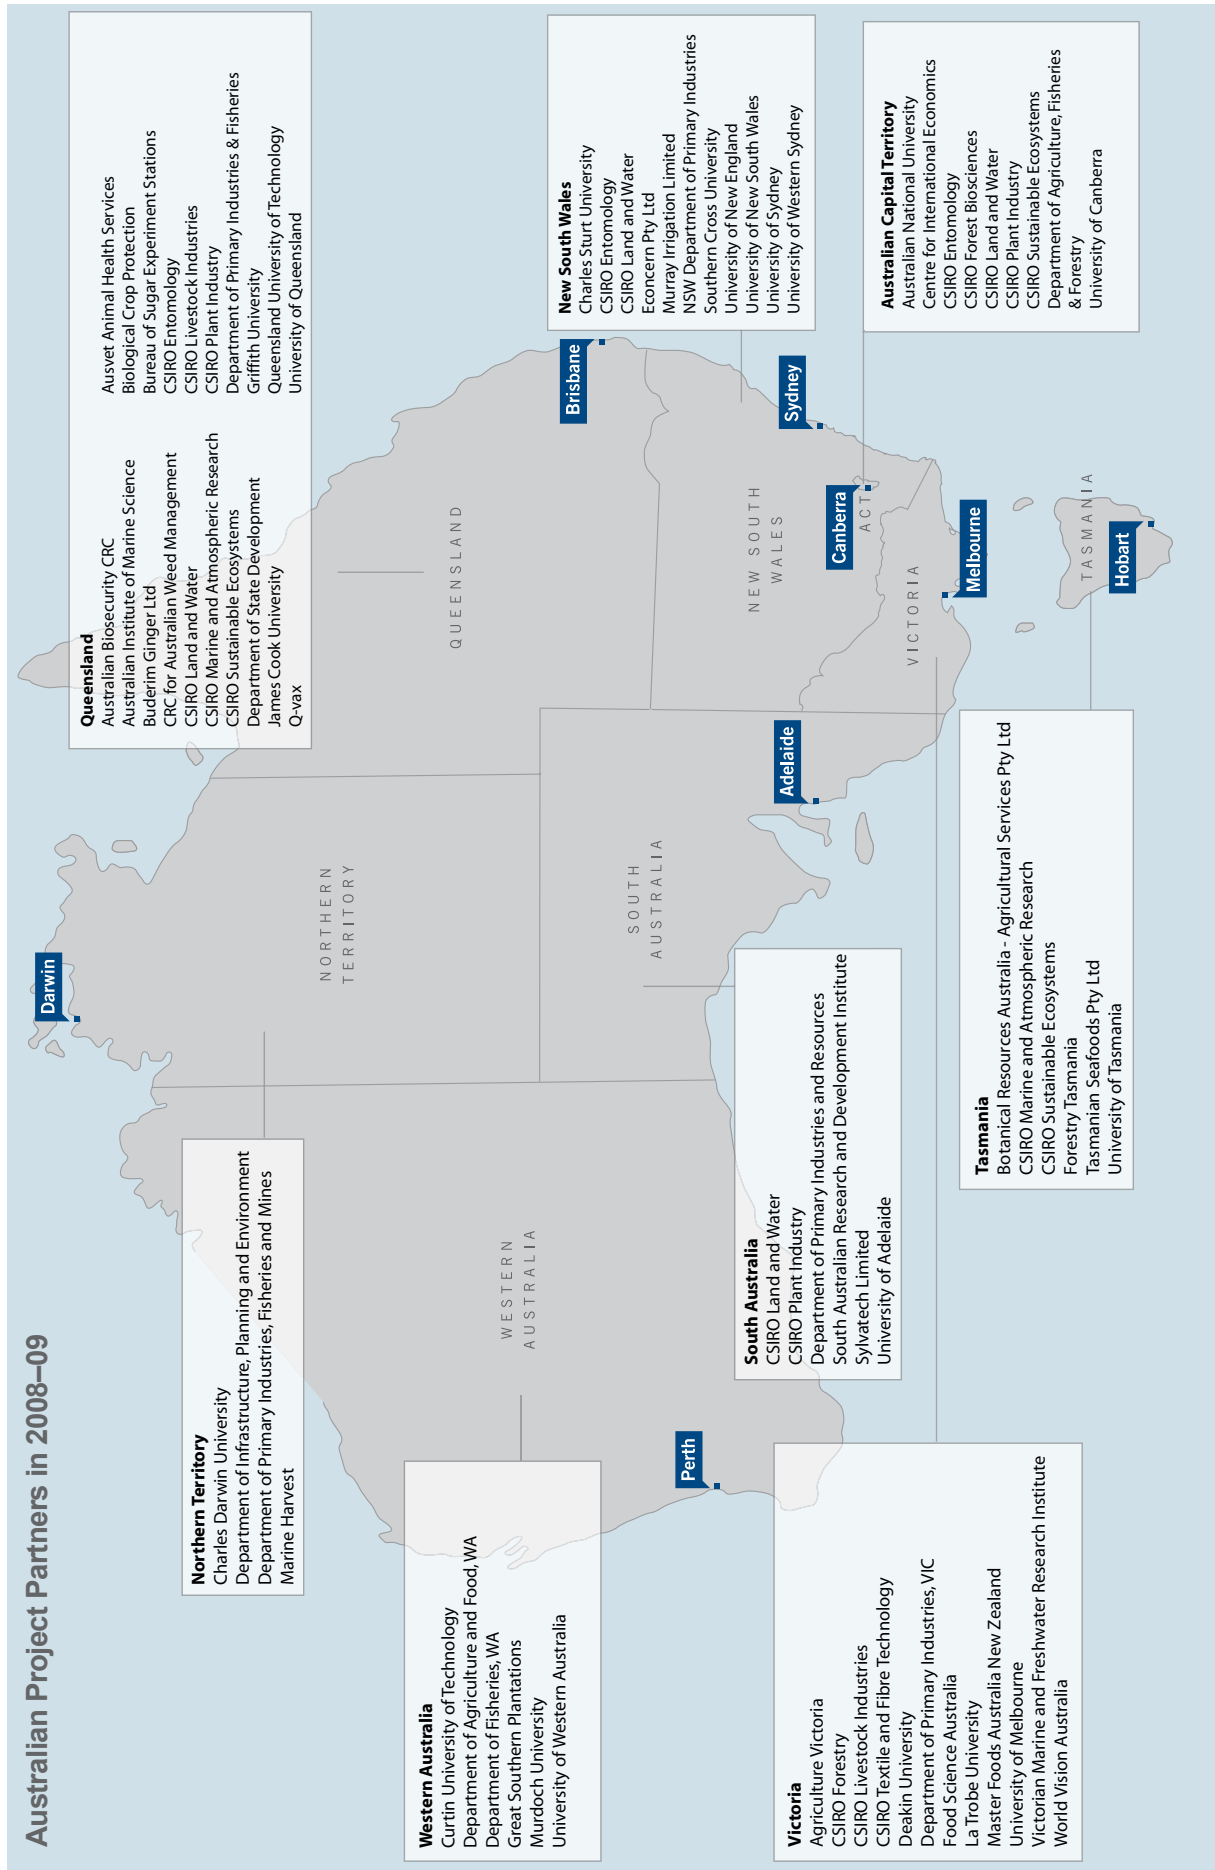 Australian Project Partners in 2008–09
Northern Territory
Charles Darwin University
Department of Infrastructure, Planning and Environment
Department of Primary Industries, Fisheries and Mines
Marine Harvest
Darwin
Queensland
Australian Biosecurity CRC
Australian Institute of Marine Science
Buderim Ginger Ltd
CRC for Australian Weed Management
CSIRO Land and Water
CSIRO Marine and Atmospheric Research
CSIRO Sustainable Ecosystems
Department of State Development
James Cook University
Q-vax
Ausvet Animal Health Services
Biological Crop Protection
Bureau of Sugar Experiment Stations
CSIRO Entomology
CSIRO Livestock Industries
CSIRO Plant Industry
Department of Primary Industries & Fisheries
Griffith University
Queensland University of Technology
University of Queensland
NORTHERN
TERRITORY
QUEENSLAND
Western Australia
Curtin University of Technology
Department of Agriculture and Food, WA
Department of Fisheries, WA
Great Southern Plantations
Murdoch University
University of Western Australia
WESTERN
AUSTRALIA
SOUTH
AUSTRALIA
Brisbane
New South Wales
Charles Sturt University
CSIRO Entomology
CSIRO Land and Water
Econcern Pty Ltd
Murray Irrigation Limited
NSW Department of Primary Industries
Southern Cross University
University of New England
University of New South Wales
University of Sydney
University of Western Sydney
Perth
NEW SOUTH
WALES
Sydney
Adelaide
Canberra
ACT
South Australia
CSIRO Land and Water
CSIRO Plant Industry
Department of Primary Industries and Resources
South Australian Research and Development Institute
Sylvatech Limited
University of Adelaide
Australian Capital Territory
Australian National University
Centre for International Economics
CSIRO Entomology
CSIRO Forest Biosciences
CSIRO Land and Water
CSIRO Plant Industry
CSIRO Sustainable Ecosystems
Department of Agriculture, Fisheries
& Forestry
University of Canberra
VICTORIA
Melbourne
Victoria
Agriculture Victoria
CSIRO Forestry
CSIRO Livestock Industries
CSIRO Textile and Fibre Technology
Deakin University
Department of Primary Industries, VIC
Food Science Australia
La Trobe University
Master Foods Australia New Zealand
University of Melbourne
Victorian Marine and Freshwater Research Institute
World Vision Australia
Tasmania
Botanical Resources Australia - Agricultural Services Pty Ltd
CSIRO Marine and Atmospheric Research
CSIRO Sustainable Ecosystems
Forestry Tasmania
Tasmanian Seafoods Pty Ltd
University of Tasmania
TASMANIA
Hobart